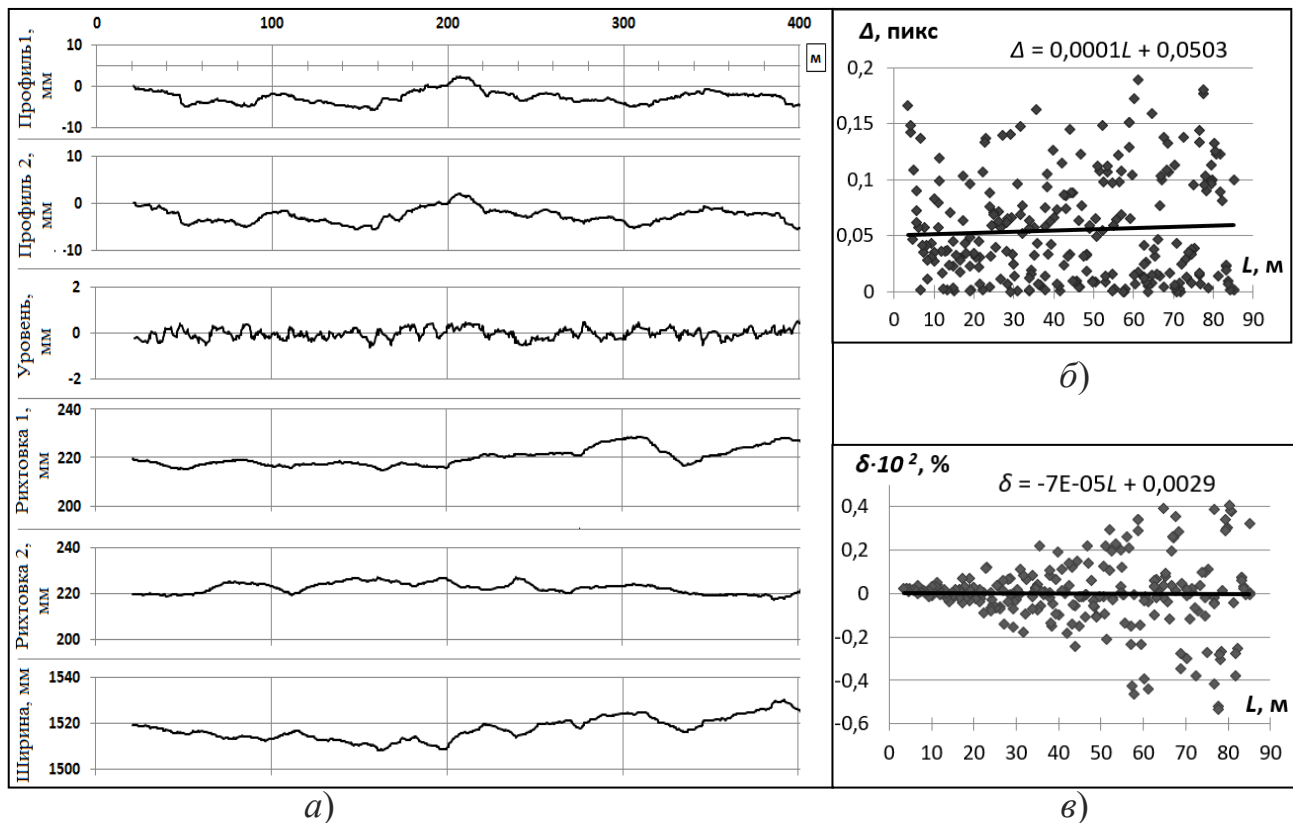 0 100 200 300 400
м
Профиль1, мм
10
0
-10
Профиль 2, мм
10
0
-10
Уровень, мм
2
0
-2
Рихтовка 1, мм
240
220
200
Рихтовка 2, мм
240
220
200
Ширина, мм
1540
1520
1500
а)
Δ, пикс
Δ = 0,0001L + 0,0503
0,2
0,15
0,1
0,05
0
L, м
0 10 20 30 40 50 60 70 80 90
б)
δ·10 ², %
δ = -7E-05L + 0,0029
0,4
0,2
0
-0,2
-0,4
-0,6
L, м
0 10 20 30 40 50 60 70 80 90
в)